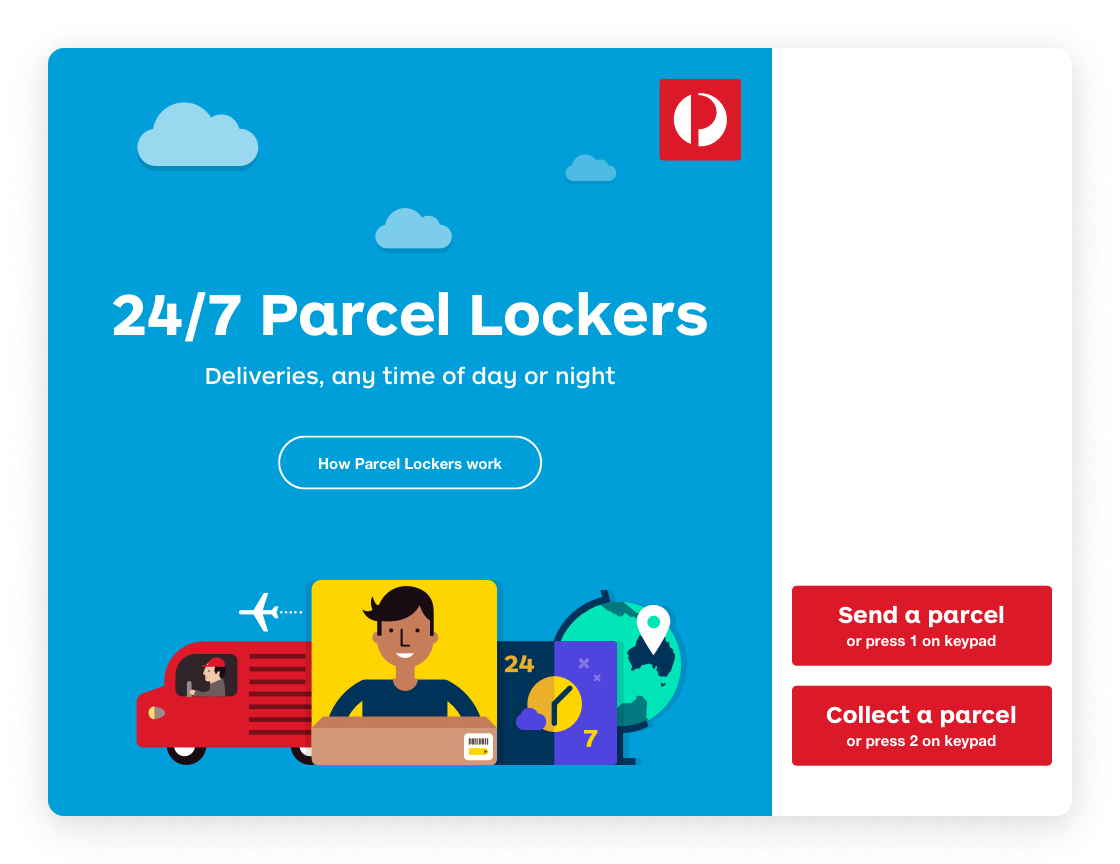 24/7 Parcel Lockers
Deliveries, any time of day or night
How Parcel Lockers work
24
7
Send a parcel
or press 1 on keypad
Collect a parcel
or press 2 on keypad